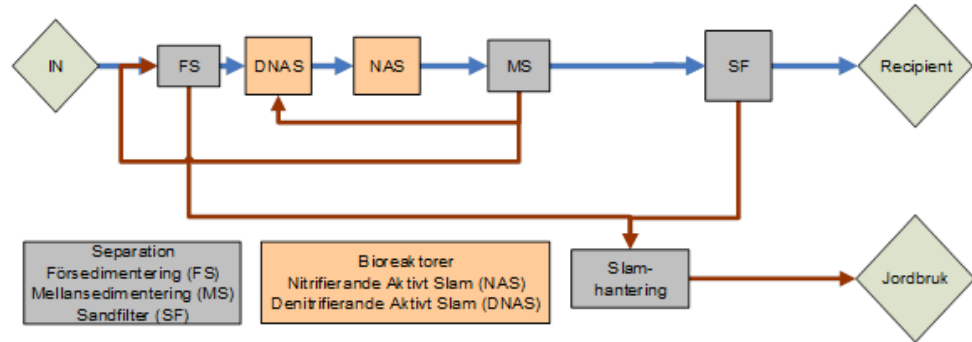 IN
FS
DNAS
NAS
MS
SF
Recipient
Separation
Försedimentering (FS)
Mellansedimentering (MS)
Sandfilter (SF)
Bioreaktorer
Nitrifierande Aktivt Slam (NAS)
Denitrifierande Aktivt Slam (DNAS)
Slam-
hantering
Jordbruk